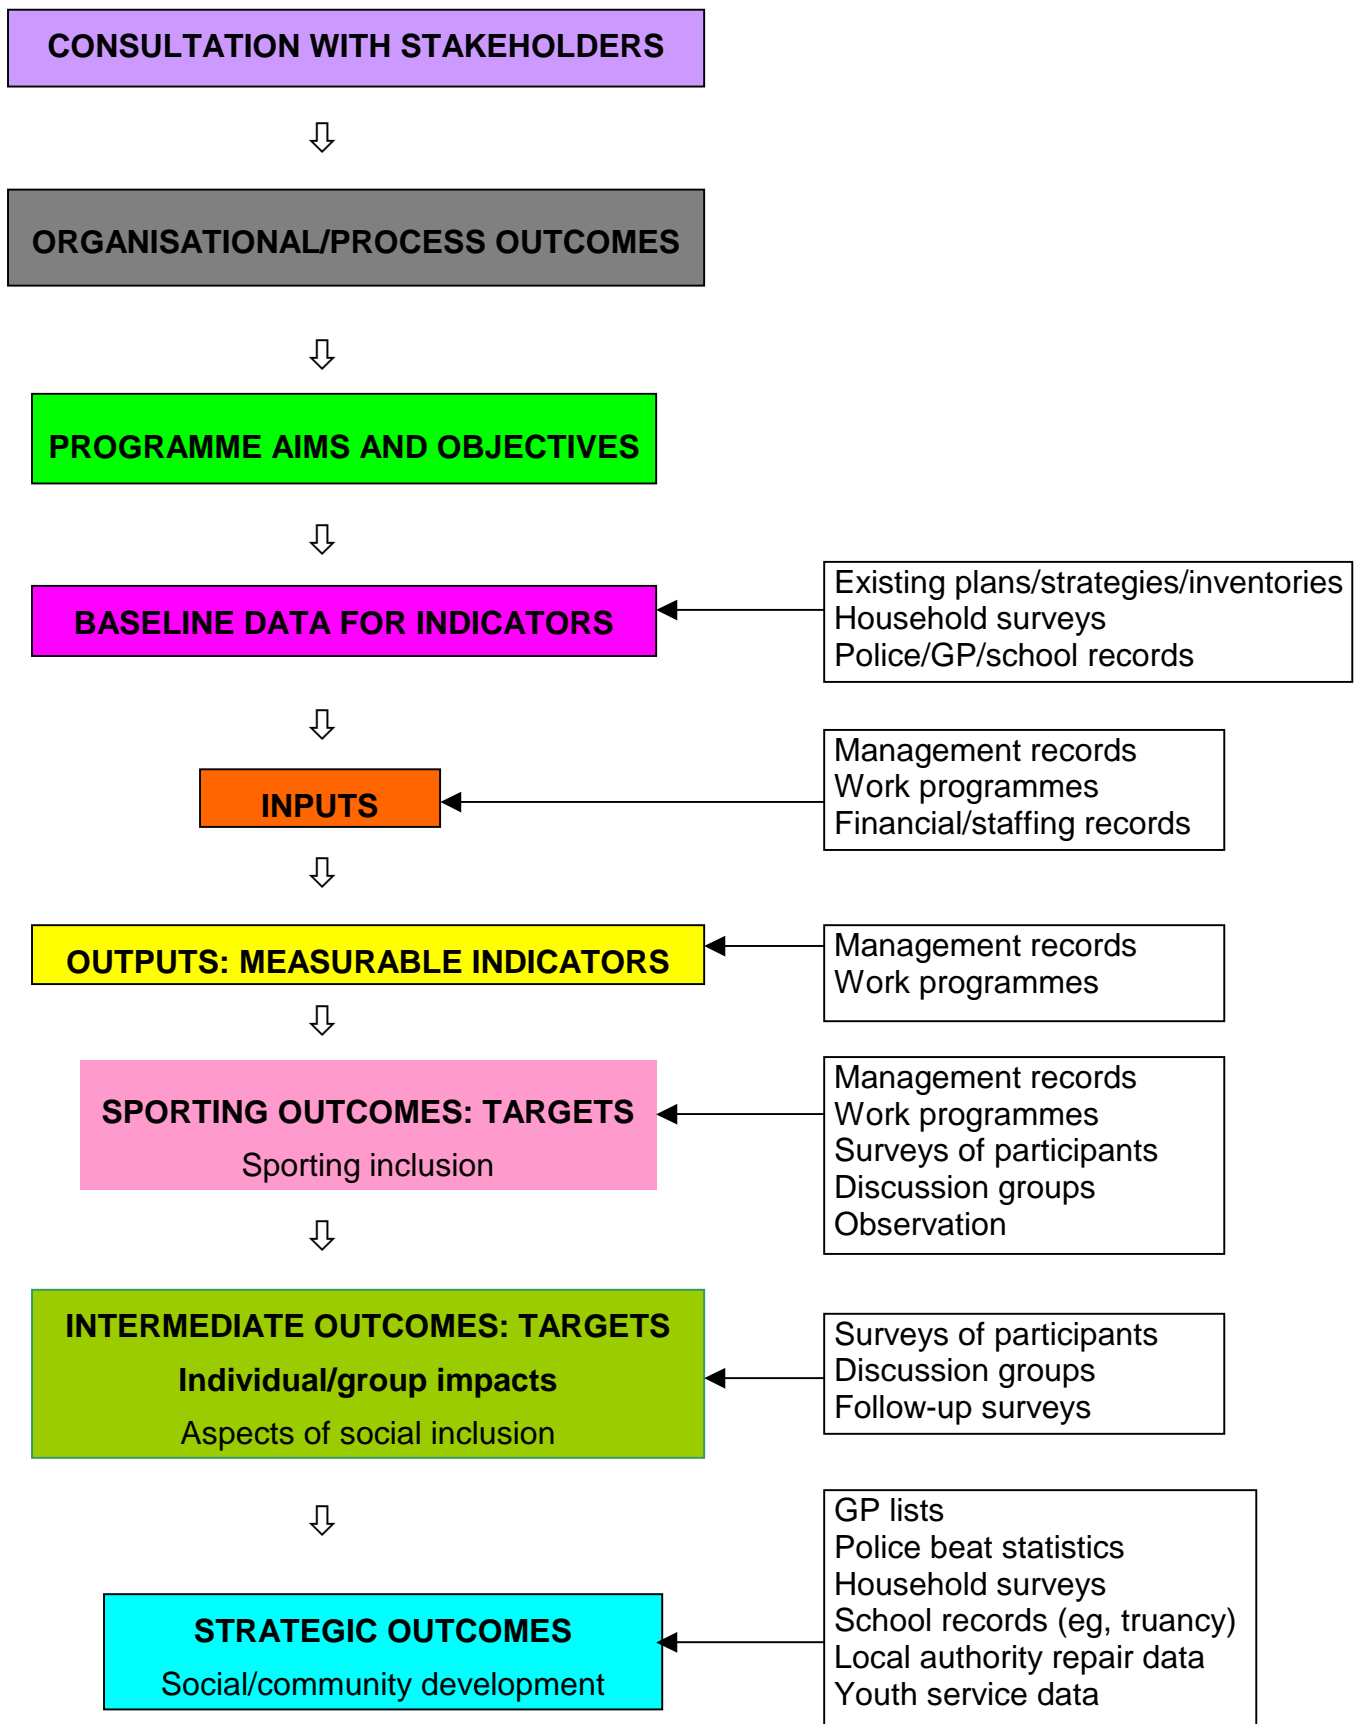 CONSULTATION WITH STAKEHOLDERS
ORGANISATIONAL/PROCESS OUTCOMES
PROGRAMME AIMS AND OBJECTIVES
BASELINE DATA FOR INDICATORS
Existing plans/strategies/inventories
Household surveys
Police/GP/school records
INPUTS
Management records
Work programmes
Financial/staffing records
OUTPUTS: MEASURABLE INDICATORS
Management records
Work programmes
SPORTING OUTCOMES: TARGETS
Sporting inclusion
Management records
Work programmes
Surveys of participants
Discussion groups
Observation
INTERMEDIATE OUTCOMES: TARGETS
Individual/group impacts
Aspects of social inclusion
Surveys of participants
Discussion groups
Follow-up surveys
STRATEGIC OUTCOMES
Social/community development
GP lists
Police beat statistics
Household surveys
School records (eg, truancy)
Local authority repair data
Youth service data